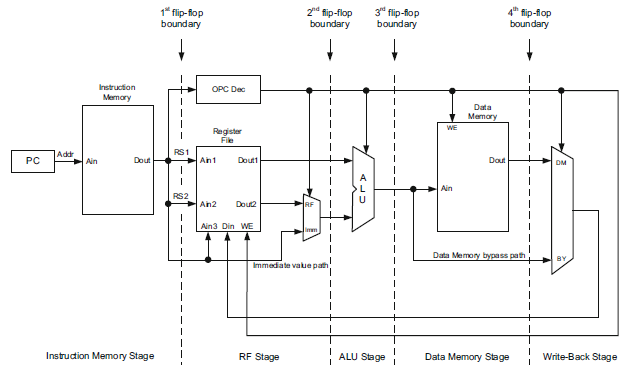 1st flip-flop
boundary
2nd flip-flop
boundary
3rd flip-flop
boundary
4th flip-flop
boundary
Instruction
Memory
OPC Dec
Data
Memory
WE
Register
File
PC
Addr
Ain
Dout
RS1
Ain1
Dout1
A
L
U
Dout
DM
RS2
Ain2
Dout2
RF
Ain
Ain3 Din WE
Imm
Immediate value path
Data Memory bypass path
BY
Instruction Memory Stage
RF Stage
ALU Stage
Data Memory Stage
Write-Back Stage